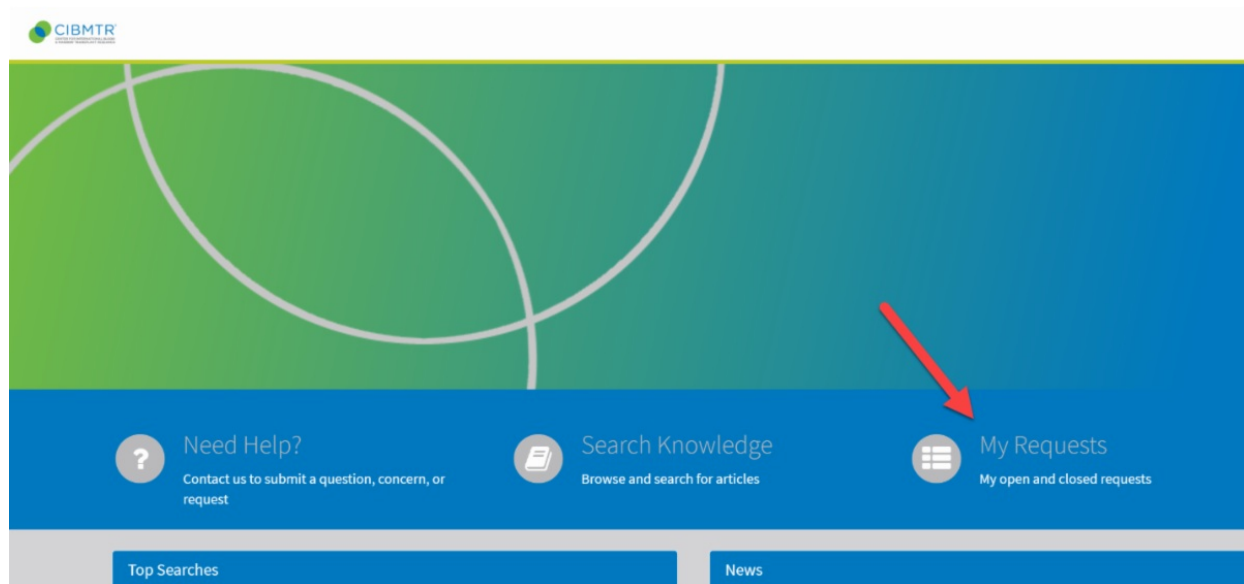 CIBMTR
Need Help?
Contact us to submit a question, concern, or
request
Search Knowledge
Browse and search for articles
My Requests
My open and closed requests
Top Searches
News